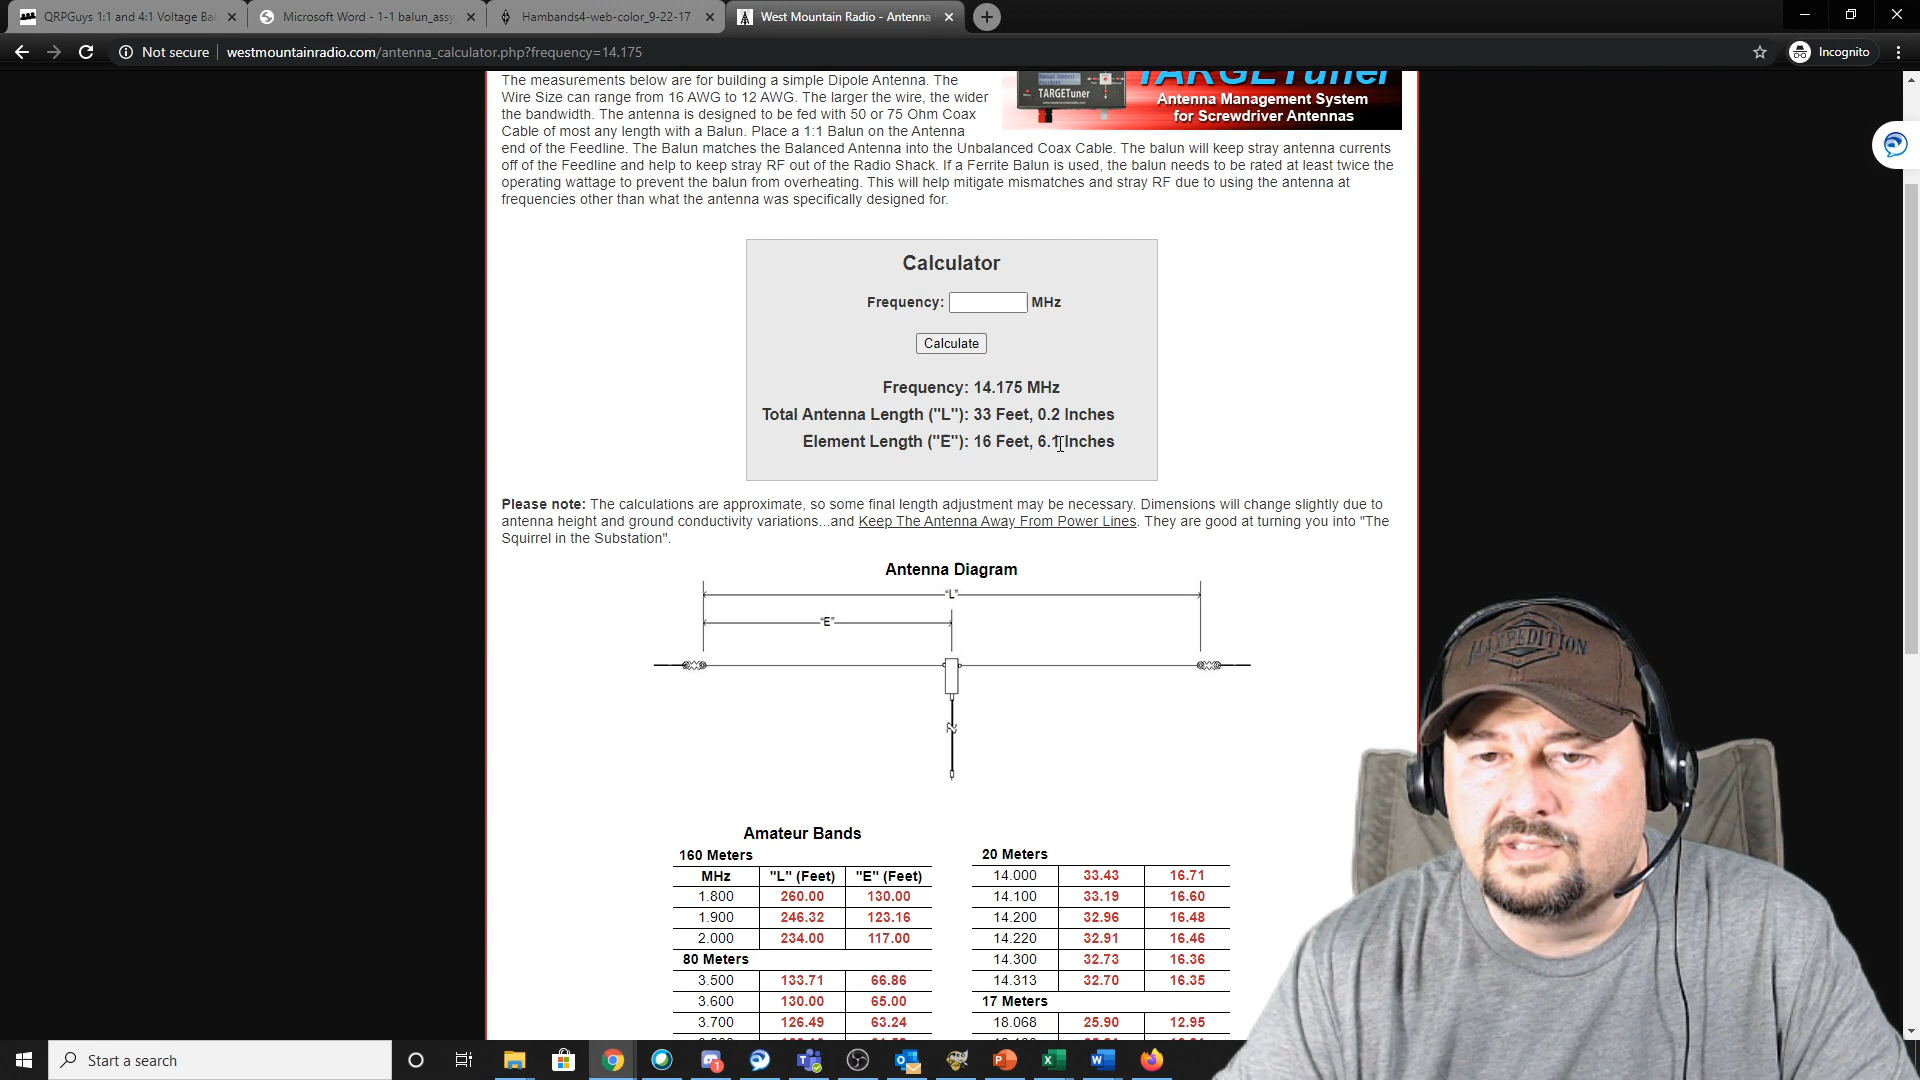 QRPGuys 1:1 and 4:1 Voltage Bal
Microsoft Word - 1-1 balun_assy
Hambands4-web-color_9-22-17
West Mountain Radio - Antenna
Not secure
westmountainradio.com/antenna_calculator.php?frequency=14.175
Incognito
The measurements below are for building a simple Dipole Antenna. The
Wire Size can range from 16 AWG to 12 AWG. The larger the wire, the wider
the bandwidth. The antenna is designed to be fed with 50 or 75 Ohm Coax
Cable of most any length with a Balun. Place a 1:1 Balun on the Antenna
end of the Feedline. The Balun matches the Balanced Antenna into the Unbalanced Coax Cable. The balun will keep stray antenna currents
off of the Feedline and help to keep stray RF out of the Radio Shack. If a Ferrite Balun is used, the balun needs to be rated at least twice the
operating wattage to prevent the balun from overheating. This will help mitigate mismatches and stray RF due to using the antenna at
frequencies other than what the antenna was specifically designed for.
TARGETuner
TARGETuner
Antenna Management System
for Screwdriver Antennas
Calculator
Frequency: MHz
Calculate
Frequency: 14.175 MHz
Total Antenna Length ("L"): 33 Feet, 0.2 Inches
Element Length ("E"): 16 Feet, 6.1 Inches
Please note: The calculations are approximate, so some final length adjustment may be necessary. Dimensions will change slightly due to
antenna height and ground conductivity variations...and Keep The Antenna Away From Power Lines. They are good at turning you into "The
Squirrel in the Substation".
Antenna Diagram
"L"
"E"
Amateur Bands
160 Meters
MHz "L" (Feet) "E" (Feet)
1.800 260.00 130.00
1.900 246.32 123.16
2.000 234.00 117.00
80 Meters
3.500 133.71 66.86
3.600 130.00 65.00
3.700 126.49 63.24
20 Meters
14.000 33.43 16.71
14.100 33.19 16.60
14.200 32.96 16.48
14.220 32.91 16.46
14.300 32.73 16.36
14.313 32.70 16.35
17 Meters
18.068 25.90 12.95
Start a search